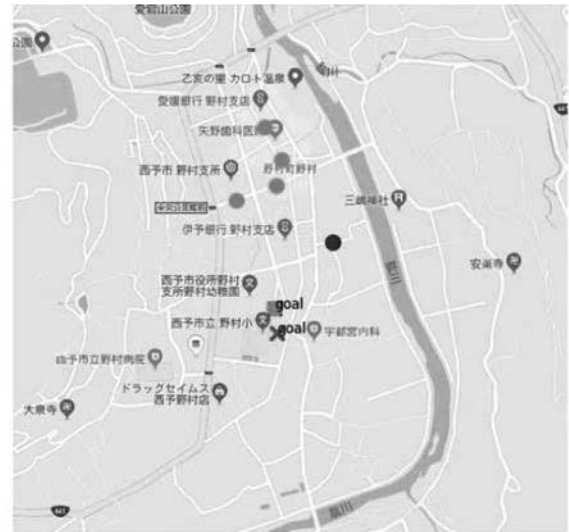 愛宕山公園
公園
乙亥の里 カロト温泉
愛媛銀行 野村支店
矢野歯科医
野村町野村
西予市 野村支所
三嶋神社
伊予銀行 野村支店
安楽寺
肱川
西予市役所野村
支所野村幼稚園
goal
西予市立 野村小
goal
宇都宮内科
西予市立野村病院
ドラッグセイムス
西予野村店
大泉寺
441
肱川
441